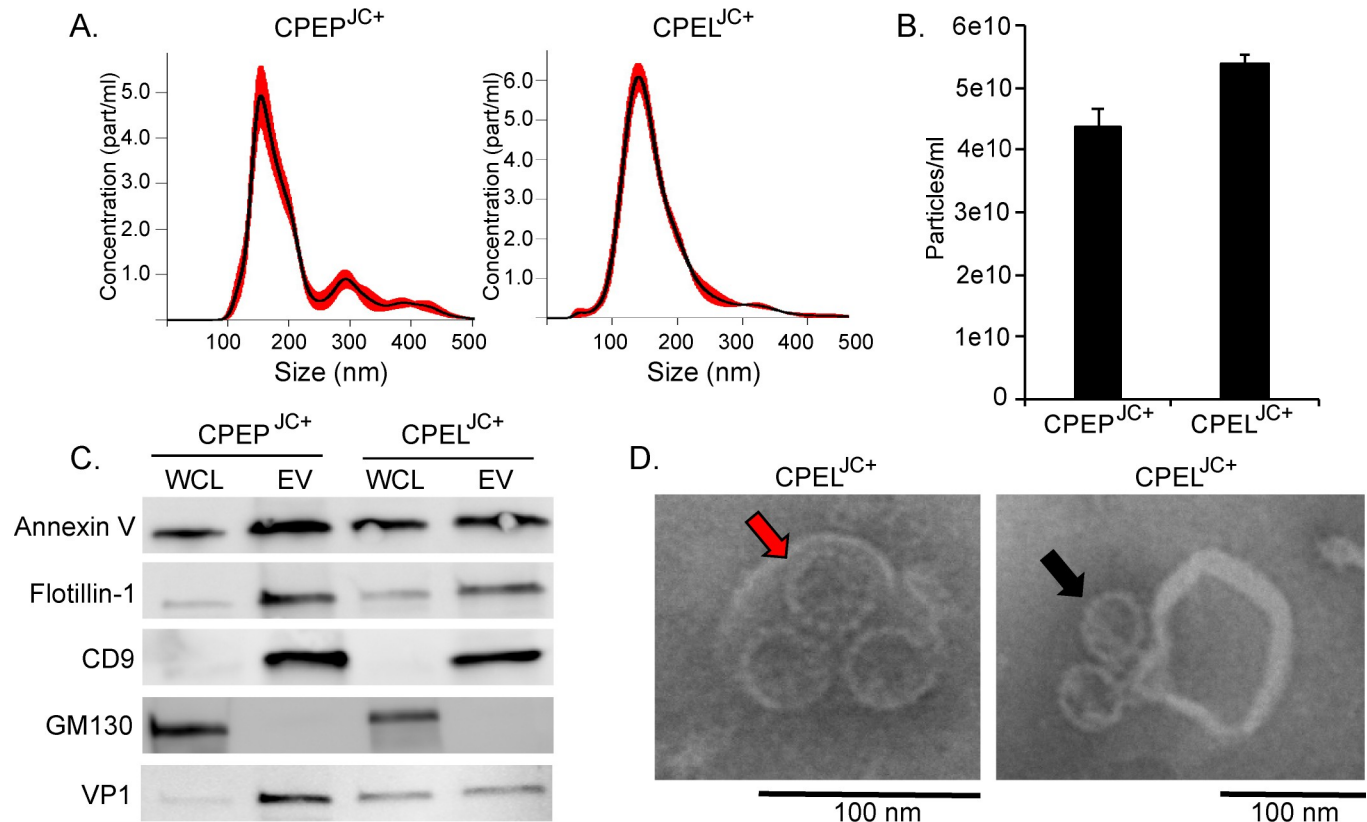 A.
CPEP^JC+
CPEL^JC+
Concentration (part/ml)
5.0
4.0
3.0
2.0
1.0
100 200 300 400 500
Size (nm)
Concentration (part/ml)
6.0
5.0
4.0
3.0
2.0
1.0
100 200 300 400 500
Size (nm)
B.
Particles/ml
6e10
5e10
4e10
3e10
2e10
1e10
0
CPEP^JC+ CPEL^JC+
C.
CPEP^JC+ CPEL^JC+
WCL EV WCL EV
Annexin V
Flotillin-1
CD9
GM130
VP1
D.
CPEL^JC+ CPEL^JC+
100 nm 100 nm